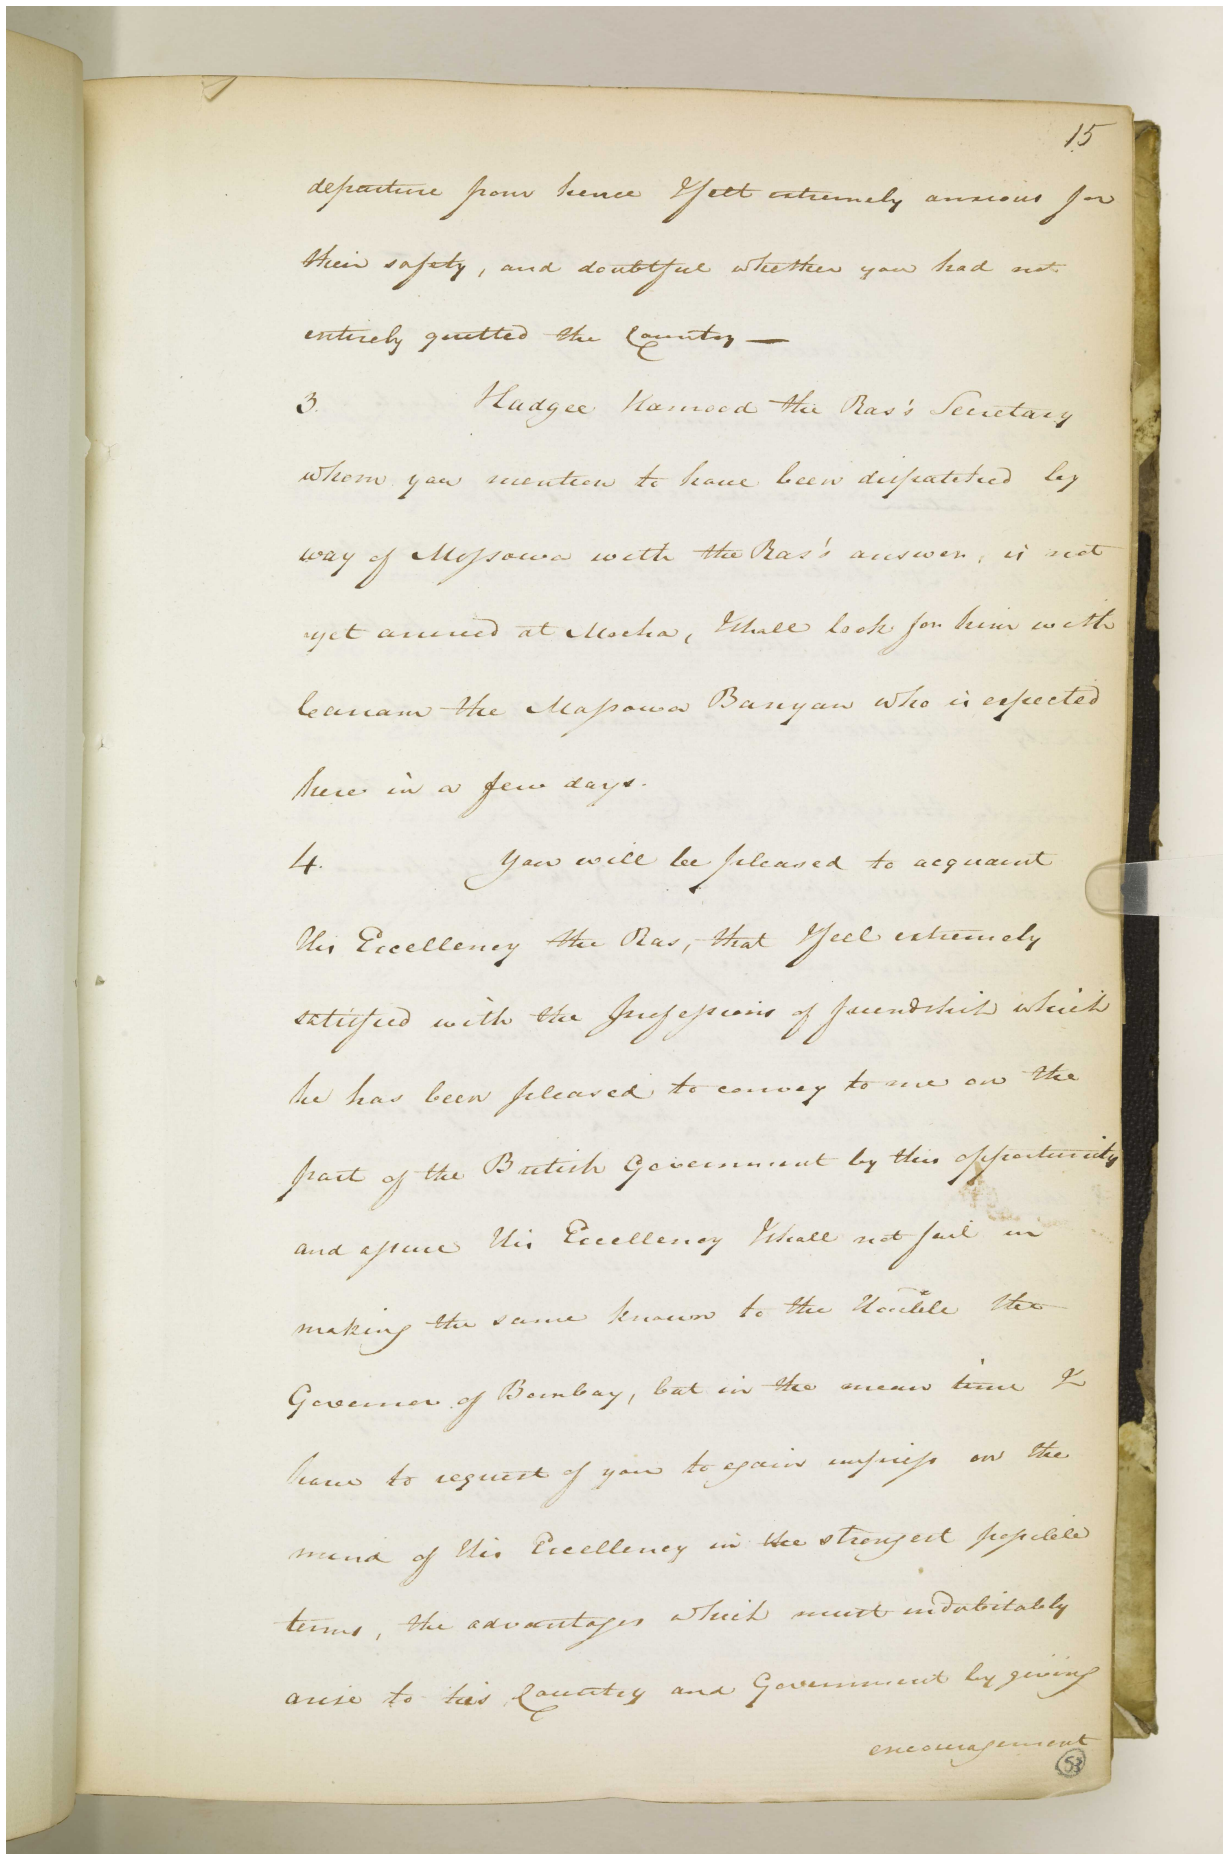 15
departure from hence I felt extremely anxious for
their safety, and doubtful whether you had not
entirely quitted the Country —
3. Hadgee Hamood the Ras's Secretary
whom you mention to have been dispatched by
way of Mossowa with the Ras's answer, is not
yet arrived at Mocha, I shall look for him with
the Massowa Banyan who is expected
here in a few days.
4. You will be pleased to acquaint
His Excellency the Ras, that I feel extremely
satisfied with the professions of friendship which
he has been pleased to convey to me on the
part of the British Government by this opportunity
and assure His Excellency I shall not fail in
making the same known to the Honble the
Governor of Bombay, but in the mean time I
have to request of you to again impress on the
mind of His Excellency in the strongest possible
terms, the advantages which must indubitably
arise to his Country and Government by giving
encouragement
53